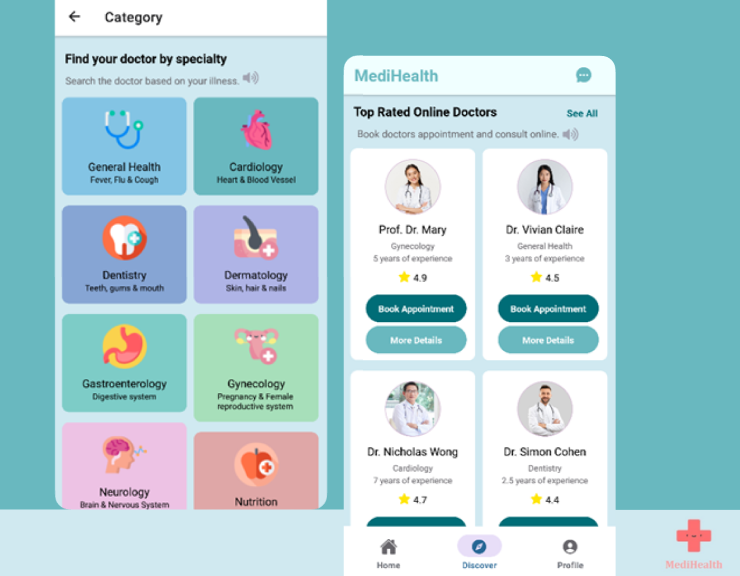 Category
Find your doctor by specialty
Search the doctor based on your illness.
General Health
Fever, Flu & Cough
Cardiology
Heart & Blood Vessel
Dentistry
Teeth, gums & mouth
Dermatology
Skin, hair & nails
Gastroenterology
Digestive system
Gynecology
Pregnancy & Female
reproductive system
Neurology
Brain & Nervous System
Nutrition
MediHealth
Top Rated Online Doctors
See All
Book doctors appointment and consult online.
Prof. Dr. Mary
Gynecology
5 years of experience
4.9
Book Appointment
More Details
Dr. Vivian Claire
General Health
3 years of experience
4.5
Book Appointment
More Details
Dr. Nicholas Wong
Cardiology
7 years of experience
4.7
Dr. Simon Cohen
Dentistry
2.5 years of experience
4.4
Home
Discover
Profile
MediHealth